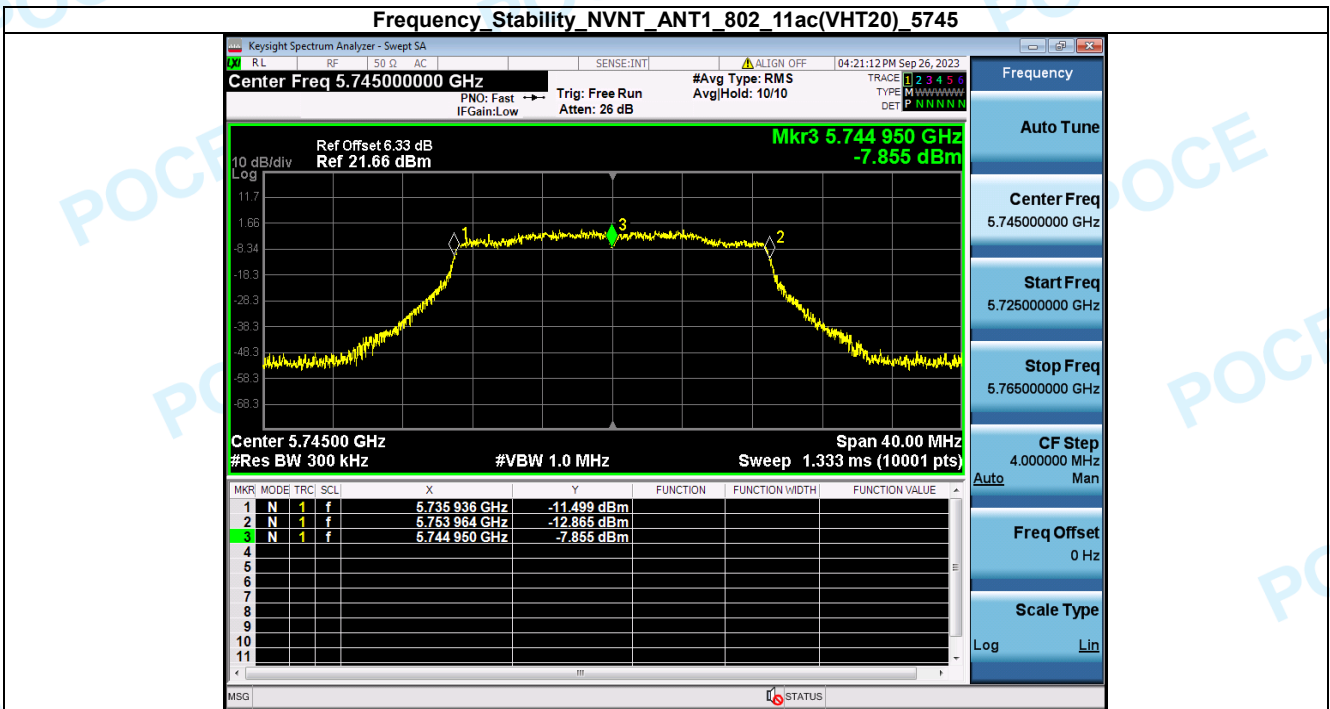 Frequency_Stability_NVNT_ANT1_802_11ac(VHT20)_5745
Keysight Spectrum Analyzer - Swept SA
LXI RL RF 50 Ω AC SENSE:INT ALIGN OFF 04:21:12 PM Sep 26, 2023
Center Freq 5.745000000 GHz
PNO: Fast
IFGain:Low
Trig: Free Run
Atten: 26 dB
#Avg Type: RMS
Avg|Hold: 10/10
TRACE 1 2 3 4 5 6
TYPE M WWWWW
DET P N N N N N
Mkr3 5.744 950 GHz
-7.855 dBm
Ref Offset 6.33 dB
10 dB/div Ref 21.66 dBm
Log
11.7
1.66
-8.34
-18.3
-28.3
-38.3
-48.3
-58.3
-68.3
1
3
2
Center 5.74500 GHz Span 40.00 MHz
#Res BW 300 kHz #VBW 1.0 MHz Sweep 1.333 ms (10001 pts)
MKR MODE TRC SCL X Y FUNCTION FUNCTION WIDTH FUNCTION VALUE
1 N 1 f 5.735 936 GHz -11.499 dBm
2 N 1 f 5.753 964 GHz -12.865 dBm
3 N 1 f 5.744 950 GHz -7.855 dBm
4
5
6
7
8
9
10
11
MSG STATUS
Frequency
Auto Tune
Center Freq
5.745000000 GHz
Start Freq
5.725000000 GHz
Stop Freq
5.765000000 GHz
CF Step
4.000000 MHz
Auto Man
Freq Offset
0 Hz
Scale Type
Log Lin
POCE
POCE
POCE